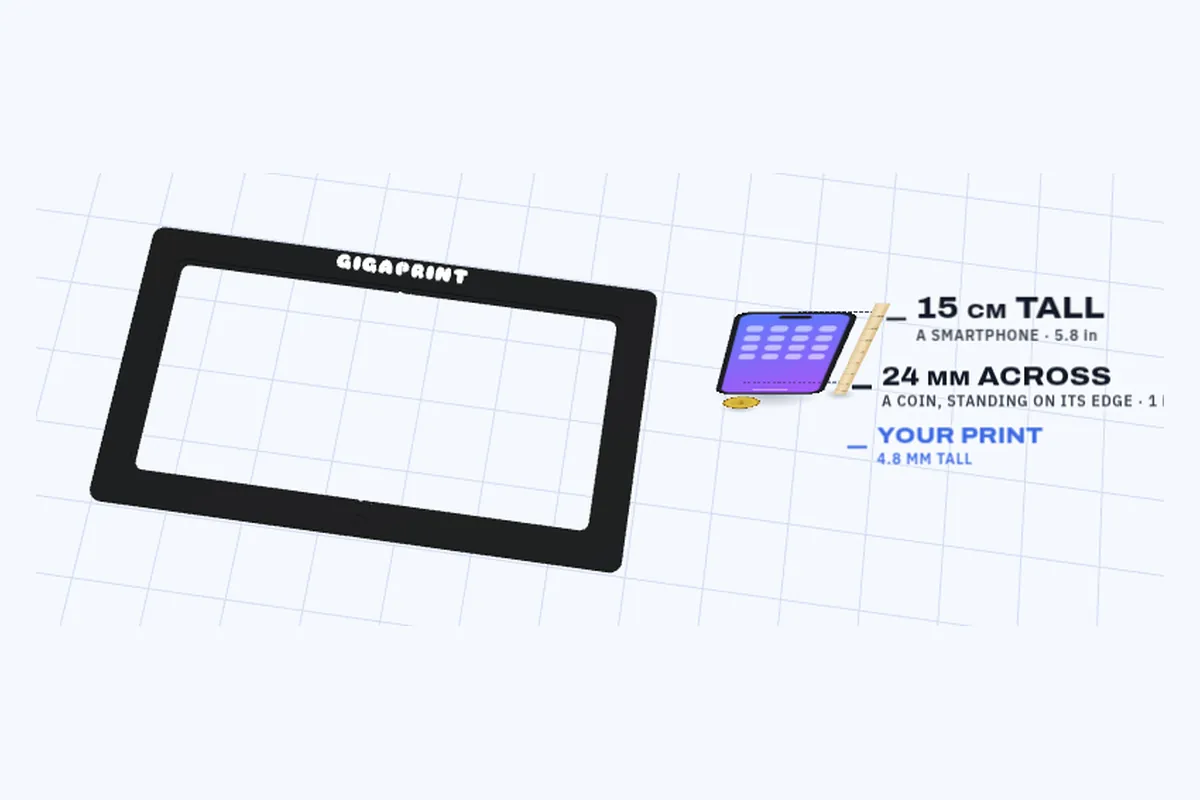 GIGAPRINT
15 CM TALL
A SMARTPHONE · 5.8 in
24 MM ACROSS
A COIN, STANDING ON ITS EDGE · 1
YOUR PRINT
4.8 MM TALL